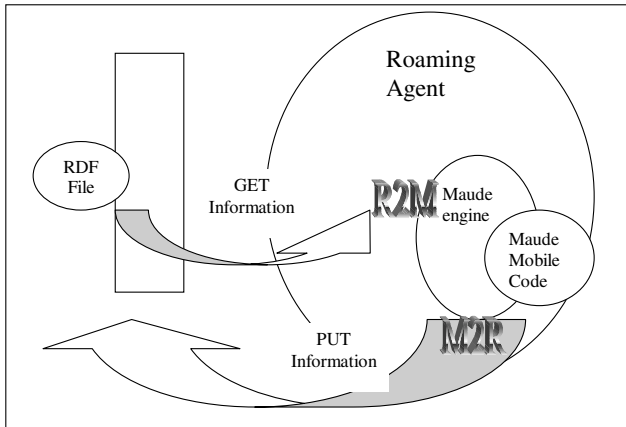 Roaming
Agent
RDF
File
GET
Information
R2M
Maude
engine
Maude
Mobile
Code
PUT
Information
M2R